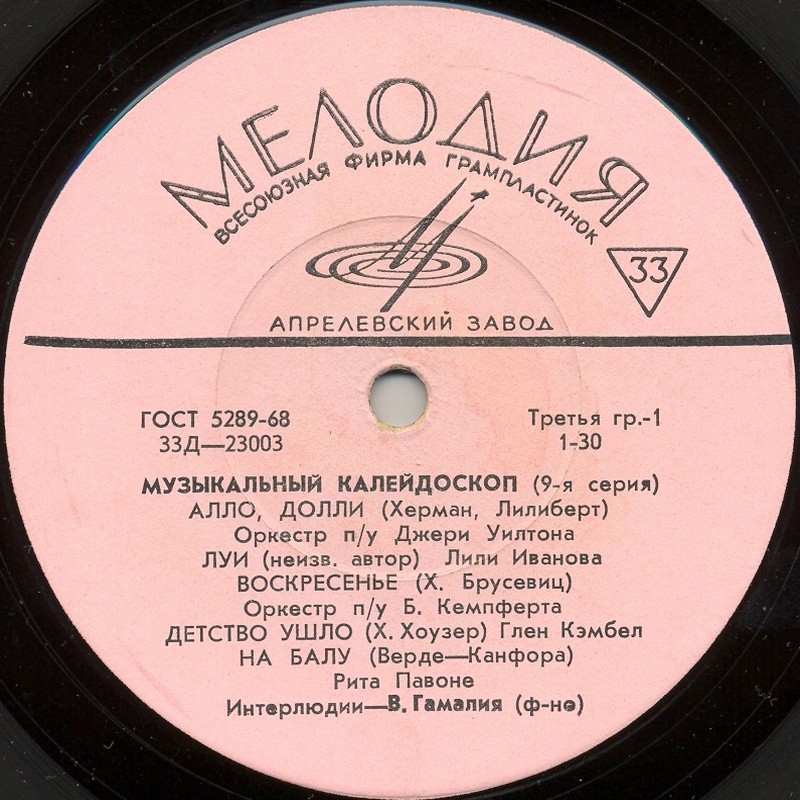 МЕЛОДИЯ
ВСЕСОЮЗНАЯ ФИРМА ГРАМПЛАСТИНОК
33
АПРЕЛЕВСКИЙ ЗАВОД
ГОСТ 5289-68 Третья гр.-1
33Д—23003 1-30
МУЗЫКАЛЬНЫЙ КАЛЕЙДОСКОП (9-я серия)
АЛЛО, ДОЛЛИ (Херман, Лилиберт)
Оркестр п/у Джери Уилтона
ЛУИ (неизв. автор) Лили Иванова
ВОСКРЕСЕНЬЕ (Х. Брусевиц)
Оркестр п/у Б. Кемпферта
ДЕТСТВО УШЛО (Х. Хоузер) Глен Кэмбел
НА БАЛУ (Верде—Канфора)
Рита Павоне
Интерлюдии—В. Гамалия (ф-но)